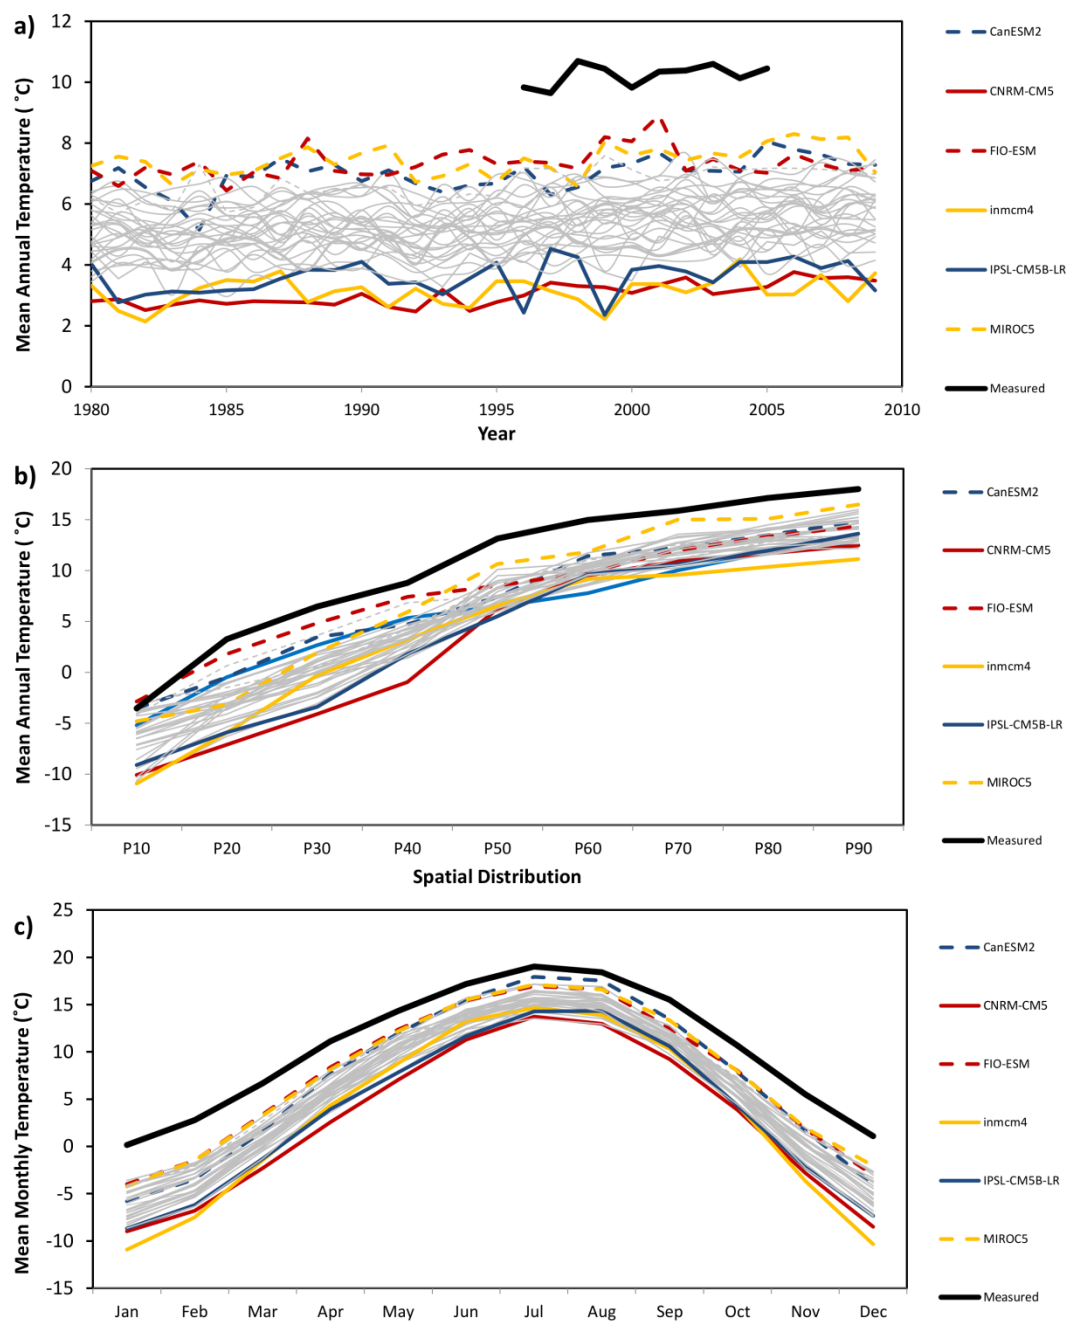 a)
Mean Annual Temperature ( ˚C)
12
10
8
6
4
2
0
1980 1985 1990 1995 2000 2005 2010
Year
CanESM2
CNRM-CM5
FIO-ESM
inmcm4
IPSL-CM5B-LR
MIROC5
Measured
b)
Mean Annual Temperature ( ˚C)
20
15
10
5
0
-5
-10
-15
P10 P20 P30 P40 P50 P60 P70 P80 P90
Spatial Distribution
CanESM2
CNRM-CM5
FIO-ESM
inmcm4
IPSL-CM5B-LR
MIROC5
Measured
c)
Mean Monthly Temperature (˚C)
25
20
15
10
5
0
-5
-10
-15
Jan Feb Mar Apr May Jun Jul Aug Sep Oct Nov Dec
CanESM2
CNRM-CM5
FIO-ESM
inmcm4
IPSL-CM5B-LR
MIROC5
Measured